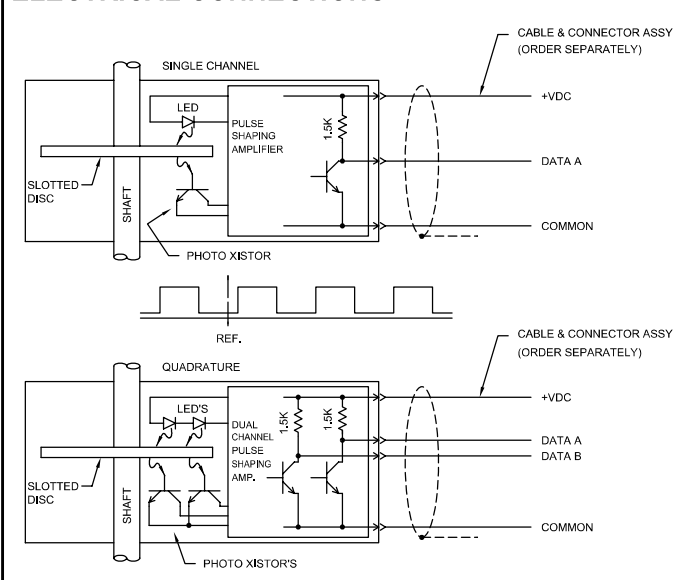 SINGLE CHANNEL
CABLE & CONNECTOR ASSY
(ORDER SEPARATELY)
LED
PULSE
SHAPING
AMPLIFIER
1.5K
+VDC
DATA A
COMMON
SLOTTED
DISC
SHAFT
PHOTO XISTOR
REF.
QUADRATURE
CABLE & CONNECTOR ASSY
(ORDER SEPARATELY)
LED'S
DUAL
CHANNEL
PULSE
SHAPING
AMP.
1.5K
1.5K
+VDC
DATA A
DATA B
COMMON
SLOTTED
DISC
SHAFT
PHOTO XISTOR'S